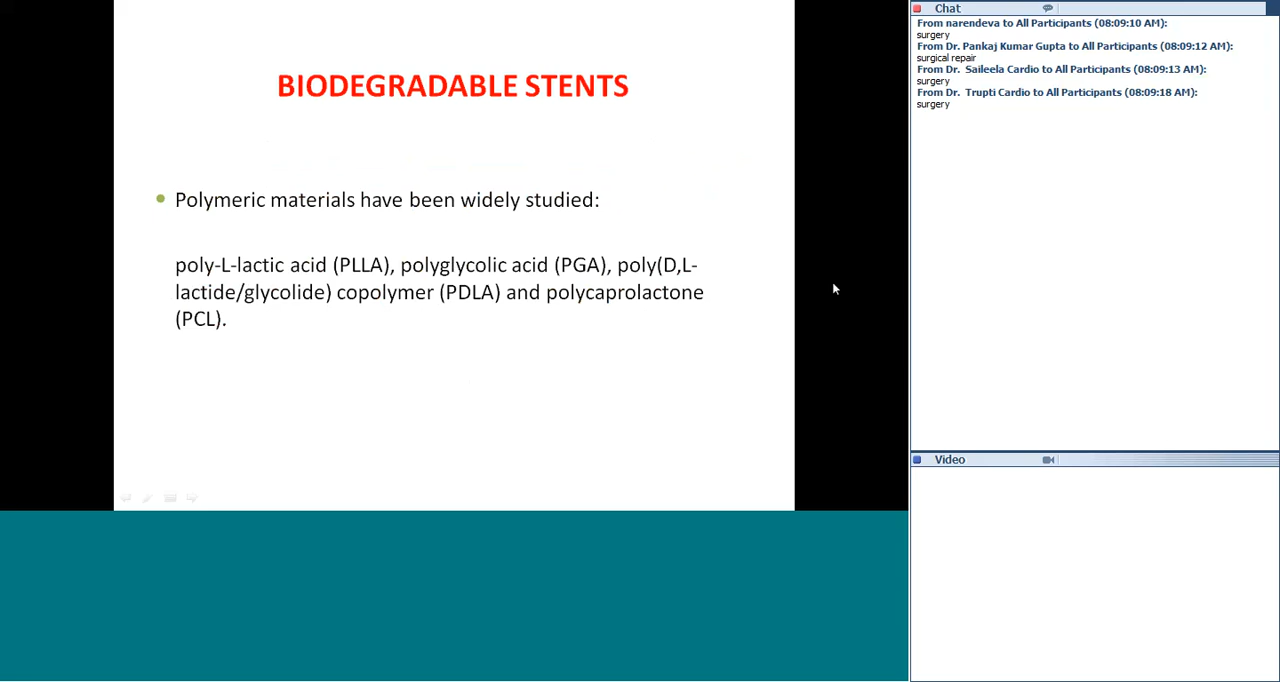 BIODEGRADABLE STENTS
Polymeric materials have been widely studied:
poly-L-lactic acid (PLLA), polyglycolic acid (PGA), poly(D,L-
lactide/glycolide) copolymer (PDLA) and polycaprolactone
(PCL).
Chat
From narendeva to All Participants (08:09:10 AM):
surgery
From Dr. Pankaj Kumar Gupta to All Participants (08:09:12 AM):
surgical repair
From Dr. Saileela Cardio to All Participants (08:09:13 AM):
surgery
From Dr. Trupti Cardio to All Participants (08:09:18 AM):
surgery
Video